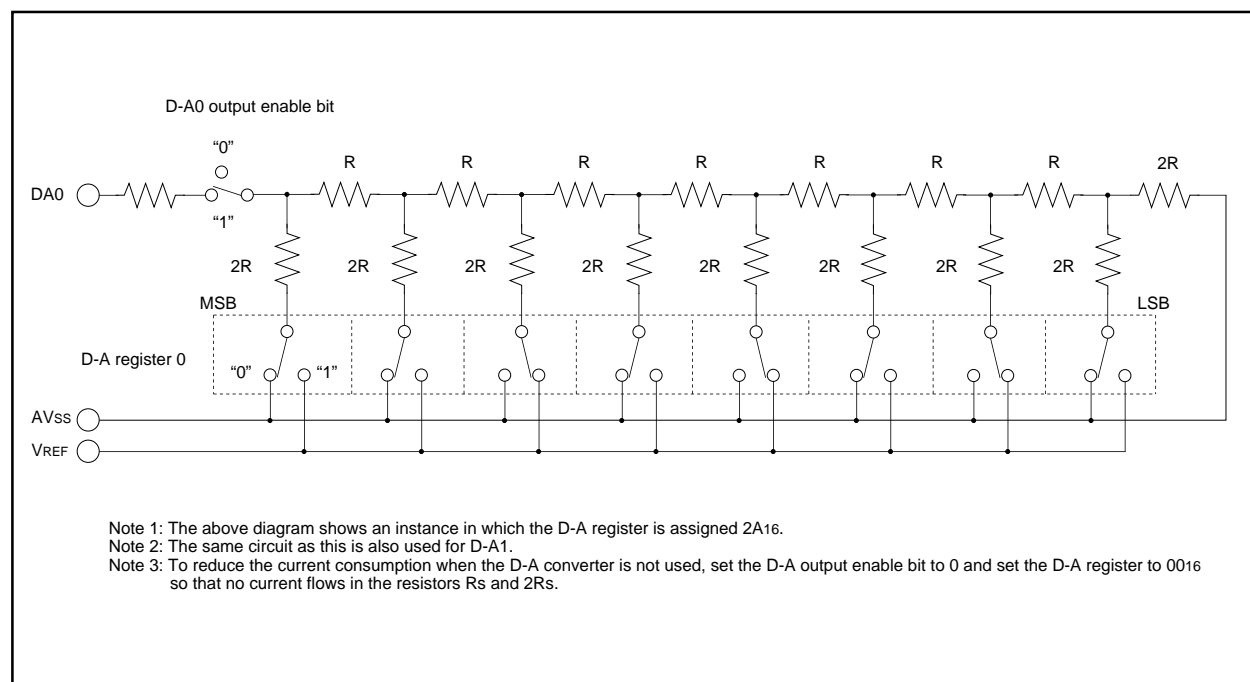 D-A0 output enable bit
“0”
R R R R R R R 2R
DA0
“1”
2R 2R 2R 2R 2R 2R 2R 2R
MSB LSB
D-A register 0
“0” “1”
AVSS
VREF
Note 1: The above diagram shows an instance in which the D-A register is assigned 2A16.
Note 2: The same circuit as this is also used for D-A1.
Note 3: To reduce the current consumption when the D-A converter is not used, set the D-A output enable bit to 0 and set the D-A register to 0016
so that no current flows in the resistors Rs and 2Rs.